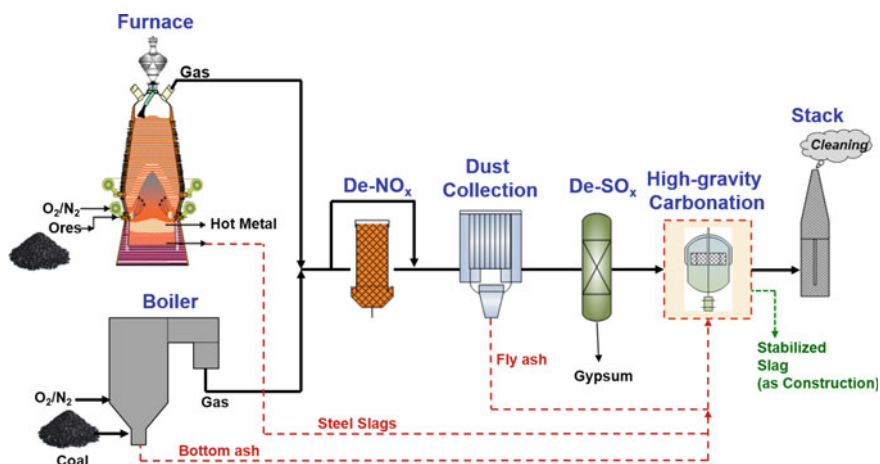 Furnace
Gas
O₂/N₂
Ores
Hot Metal
Boiler
O₂/N₂
Coal
Gas
Bottom ash
Steel Slags
De-NOₓ
Dust
Collection
Fly ash
De-SOₓ
Gypsum
High-gravity
Carbonation
Stabilized
Slag
(as Construction)
Stack
Cleaning